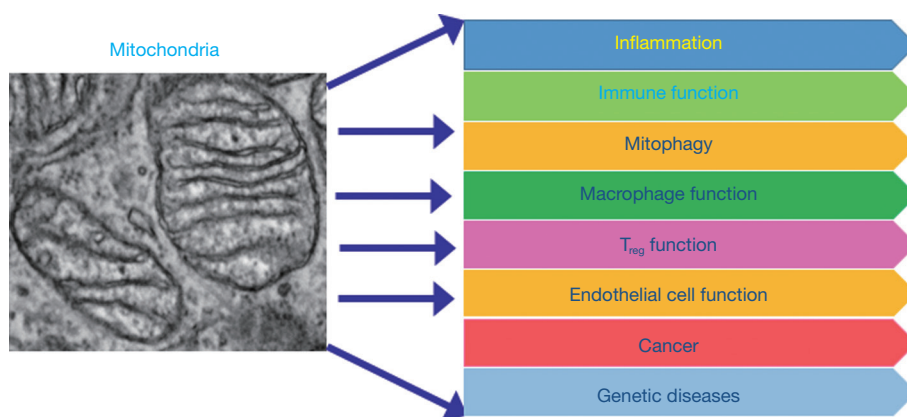 Mitochondria
Inflammation
Immune function
Mitophagy
Macrophage function
Treg function
Endothelial cell function
Cancer
Genetic diseases